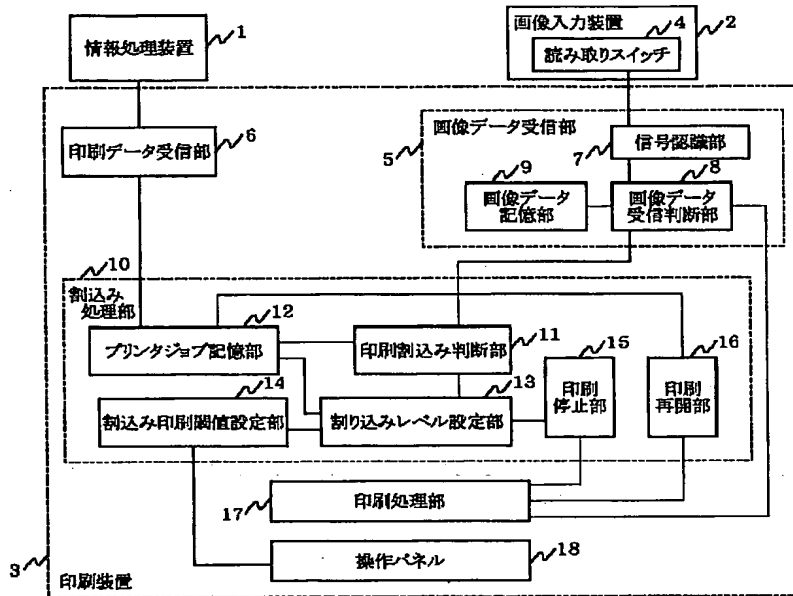 情報処理装置
1
画像入力装置
4
2
読み取りスイッチ
印刷データ受信部
6
画像データ受信部
5
7
信号認識部
9
8
画像データ
記憶部
画像データ
受信判断部
10
割込み
処理部
12
プリンタジョブ記憶部
印刷割込み判断部
11
15
16
14
13
割込み印刷閾値設定部
割り込みレベル設定部
印刷
停止部
印刷
再開部
17
印刷処理部
操作パネル
18
3
印刷装置